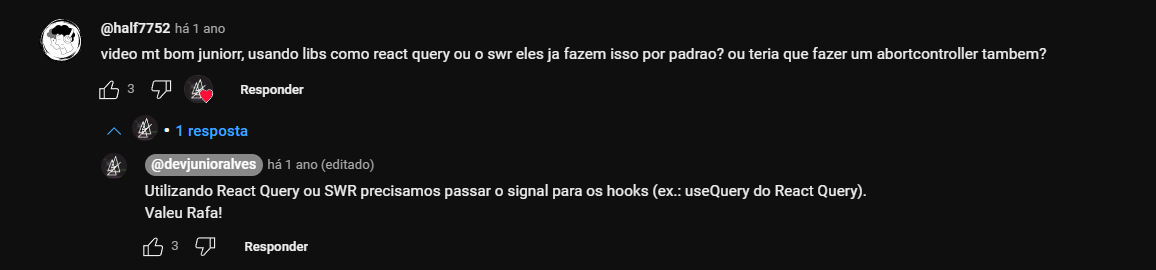 @half7752 há 1 ano
video mt bom juniorr, usando libs como react query ou o swr eles ja fazem isso por padrao? ou teria que fazer um abortcontroller tambem?
3 Responder
• 1 resposta
@devjunioralves há 1 ano (editado)
Utilizando React Query ou SWR precisamos passar o signal para os hooks (ex.: useQuery do React Query).
Valeu Rafa!
3 Responder